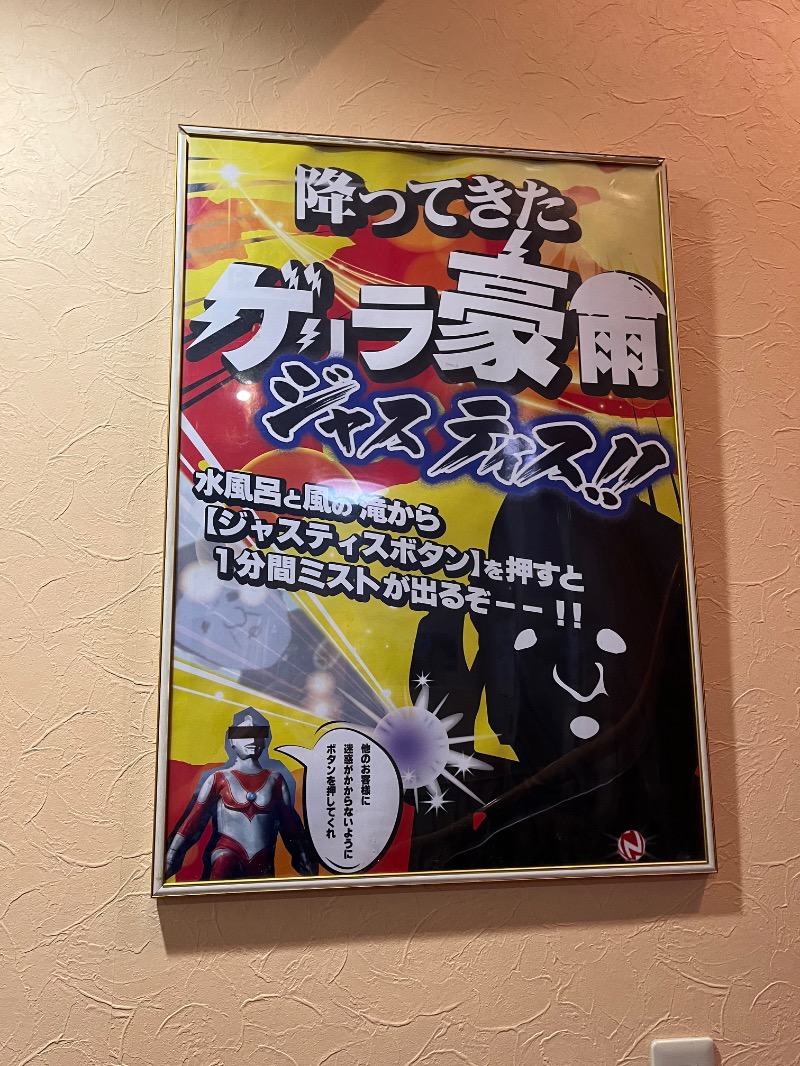 降ってきた
ゲリラ豪雨
ジャスティス!!
水風呂と風の滝から
【ジャスティスボタン】を押すと
1分間ミストが出るぞーー!!
他のお客様に
迷惑がかからないように
ボタンを押してくれ
N